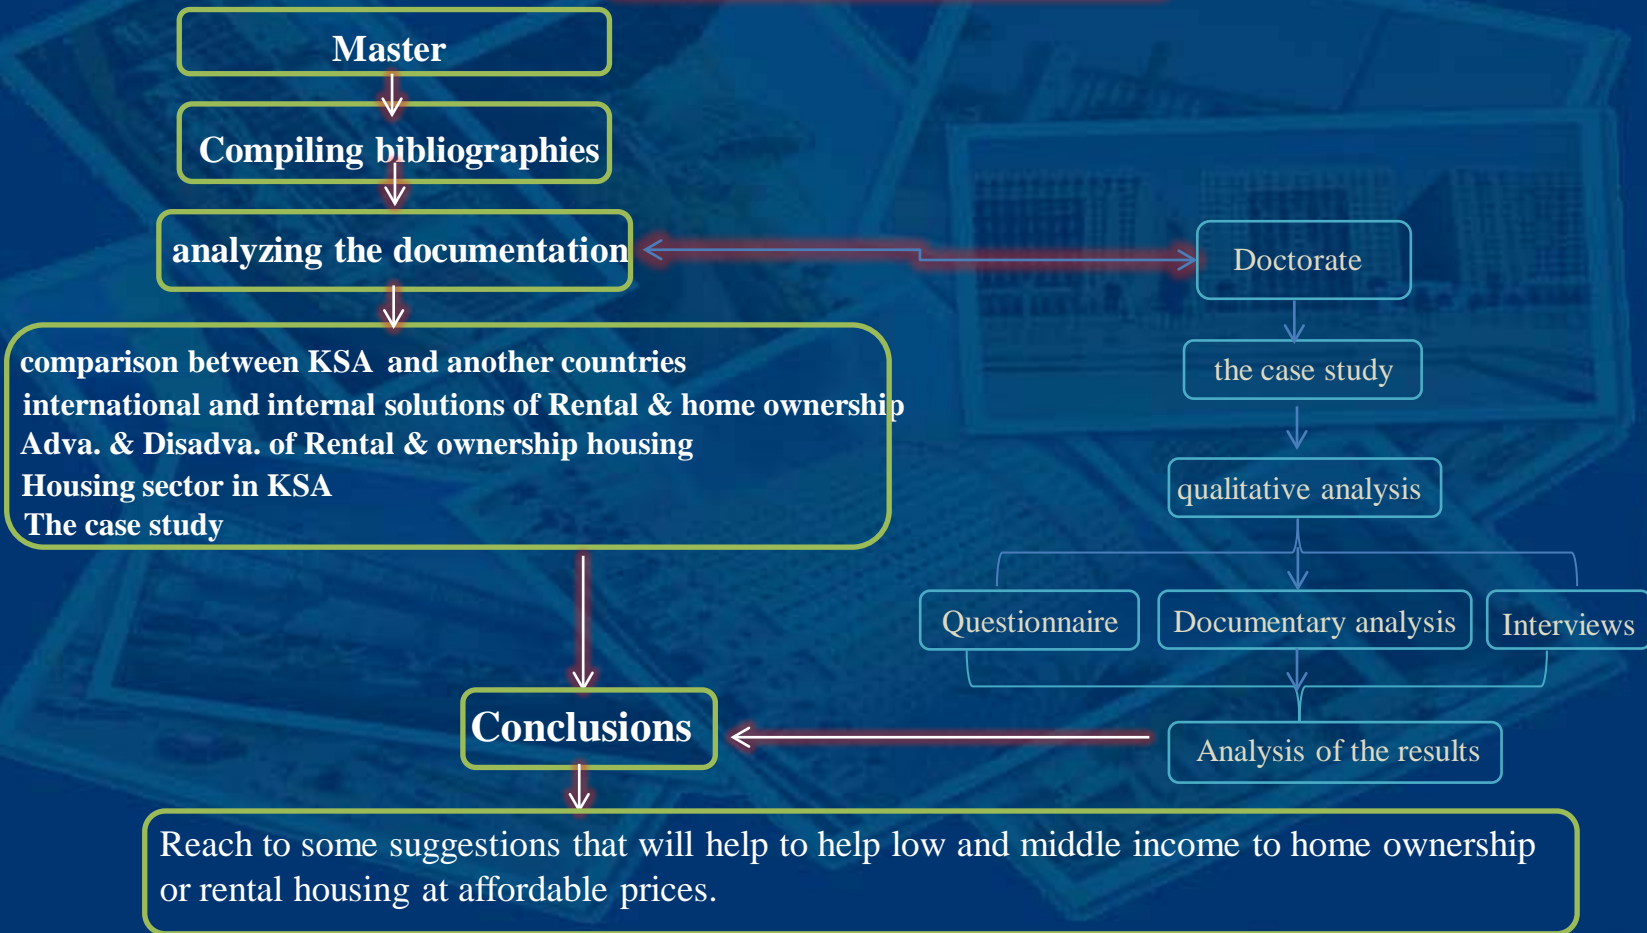 Master
Compiling bibliographies
analyzing the documentation
comparison between KSA and another countries
international and internal solutions of Rental & home ownership
Adva. & Disadva. of Rental & ownership housing
Housing sector in KSA
The case study
Doctorate
the case study
qualitative analysis
Questionnaire
Documentary analysis
Interviews
Analysis of the results
Conclusions
Reach to some suggestions that will help to help low and middle income to home ownership
or rental housing at affordable prices.